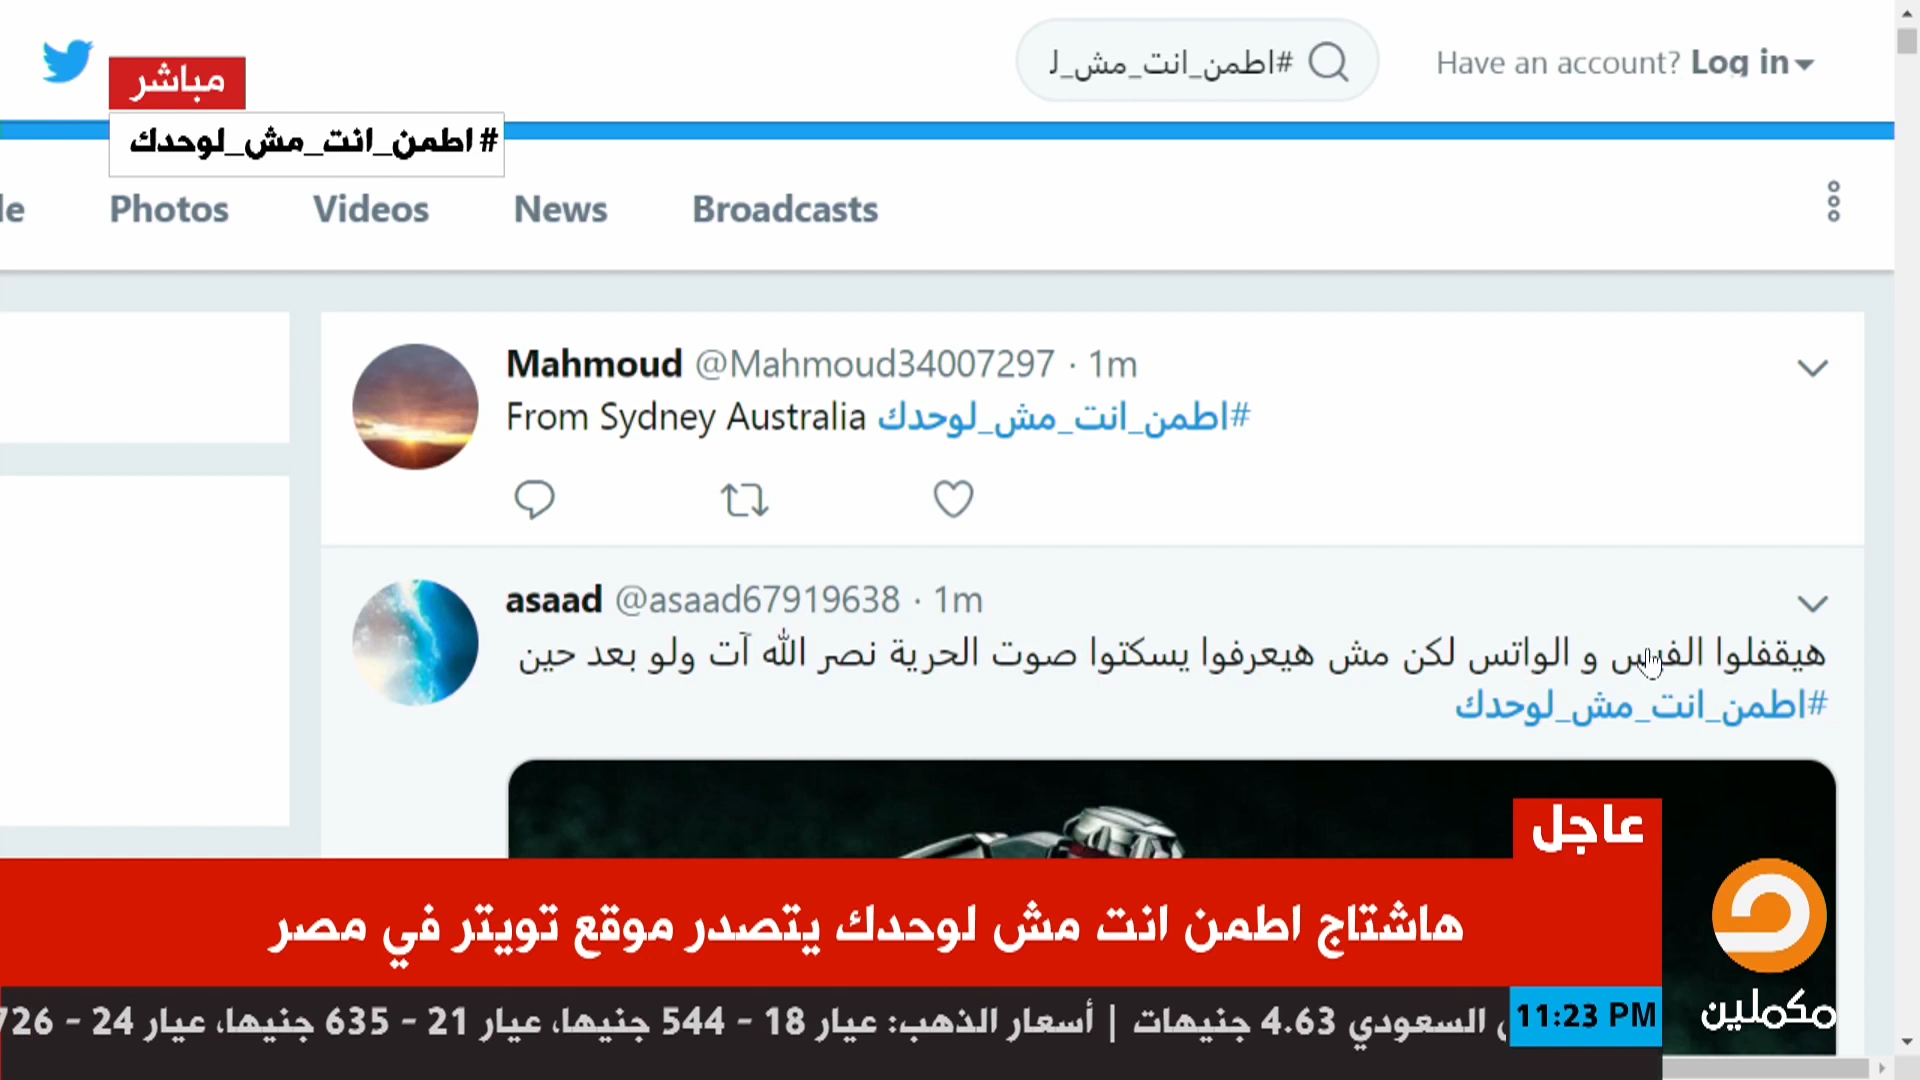 مباشر
#اطمن_انت_مش_ل
Have an account? Log in
#اطمن_انت_مش_لوحدك
Photos Videos News Broadcasts
Mahmoud @Mahmoud34007297 · 1m
From Sydney Australia #اطمن_انت_مش_لوحدك
asaad @asaad67919638 · 1m
هيقفلوا الفيس و الواتس لكن مش هيعرفوا يسكتوا صوت الحرية نصر الله آت ولو بعد حين
#اطمن_انت_مش_لوحدك
عاجل
هاشتاج اطمن انت مش لوحدك يتصدر موقع تويتر في مصر
مكملين
11:23 PM
السعودي 4.63 جنيهات | أسعار الذهب: عيار 18 - 544 جنيها، عيار 21 - 635 جنيها، عيار 24 - 726